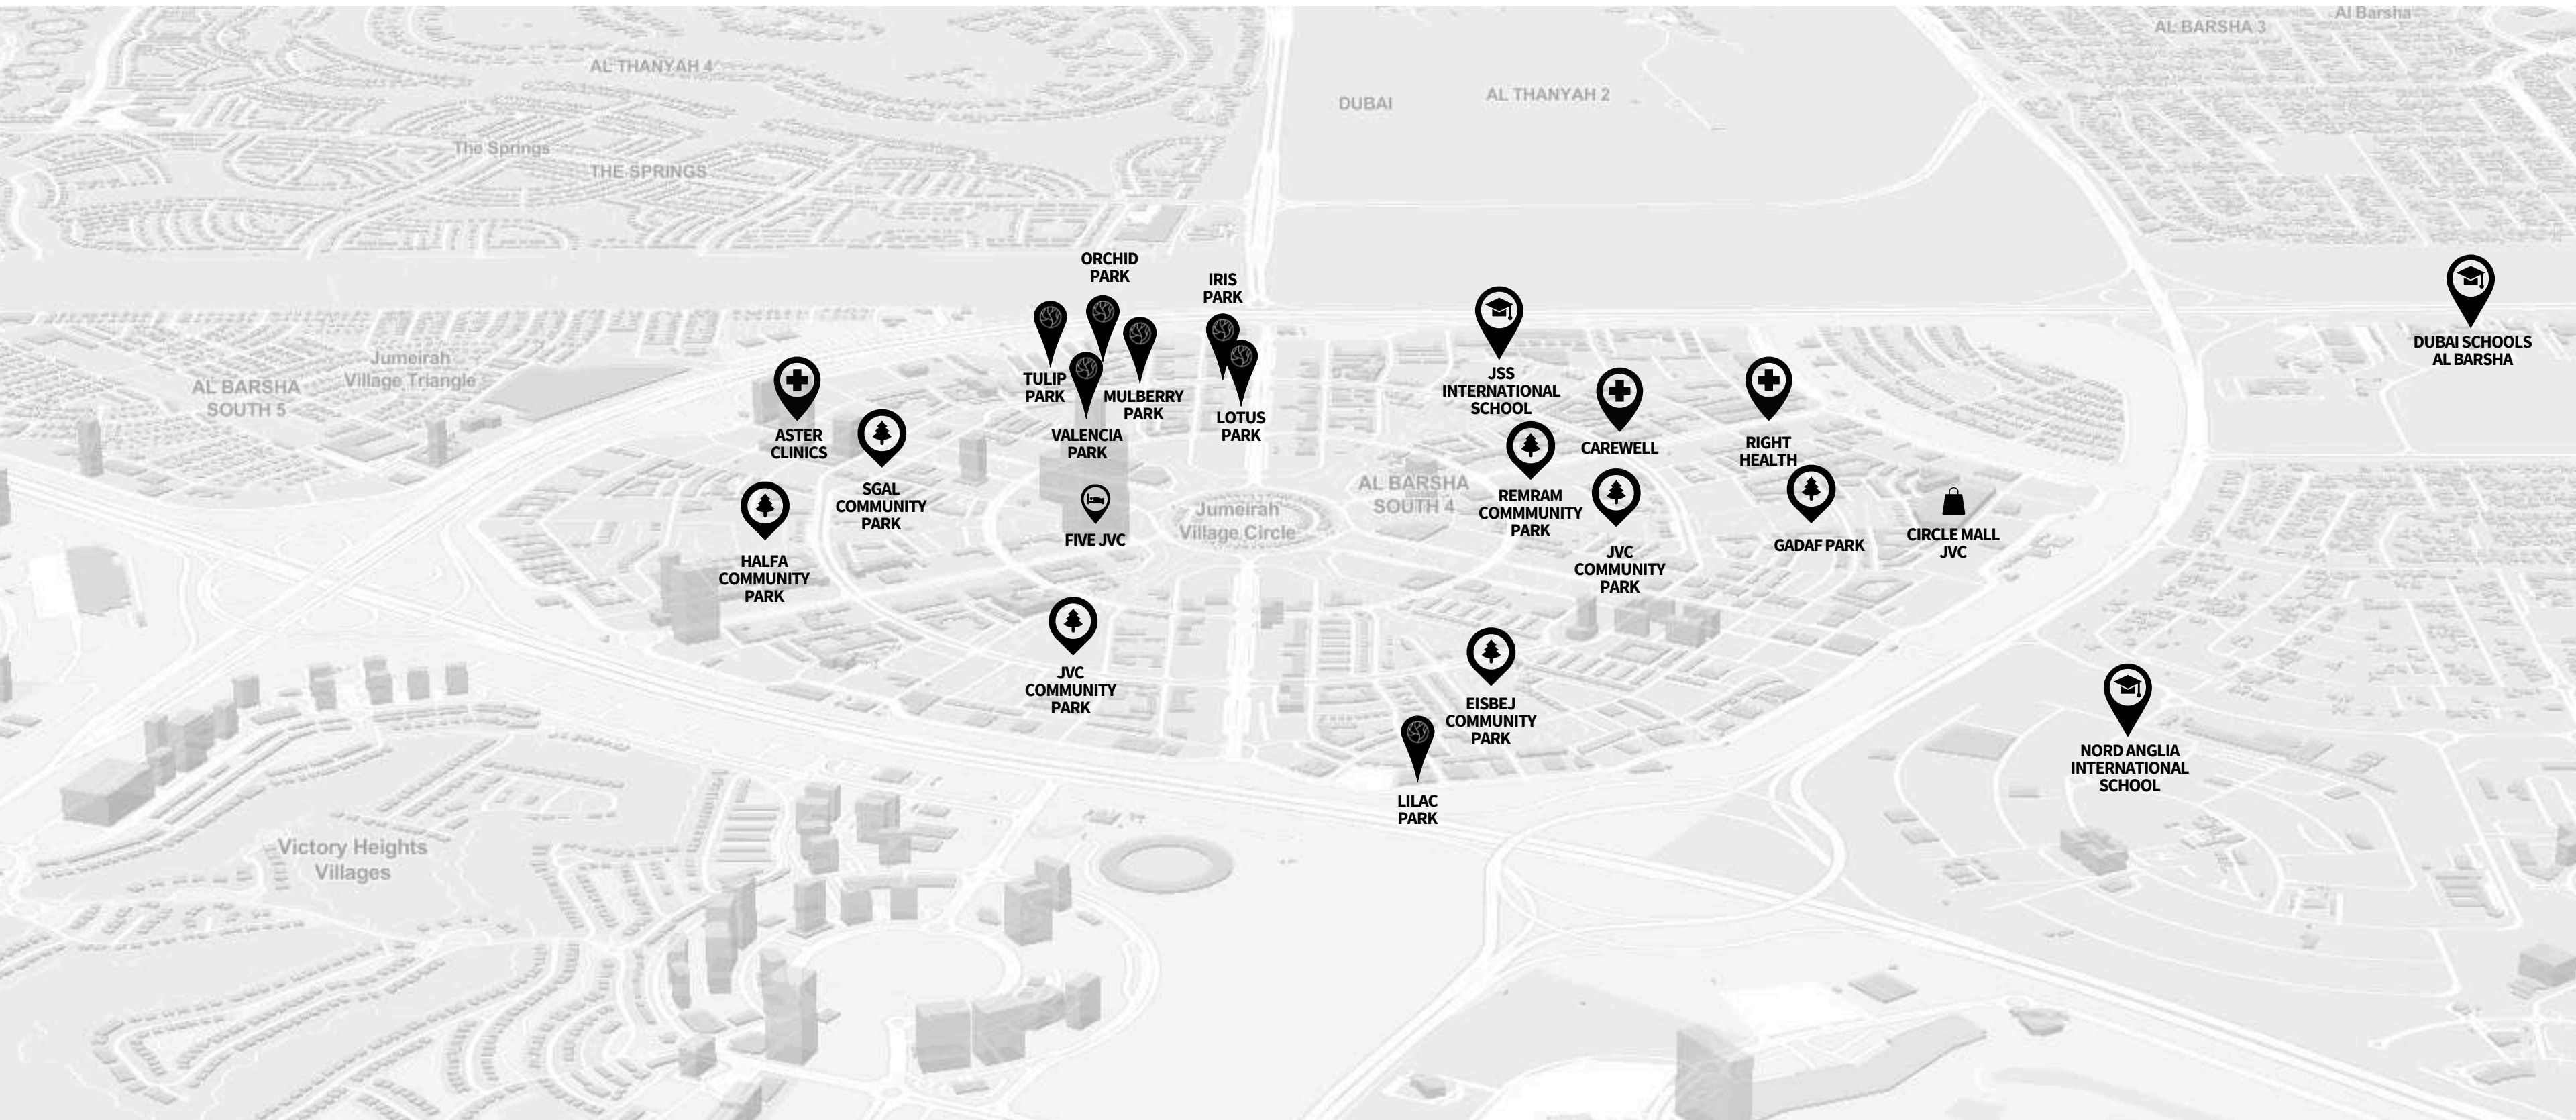 AL BARSHA 3
Al Barsha
AL THANYAH 4
DUBAI
AL THANYAH 2
The Springs
THE SPRINGS
ORCHID
PARK
IRIS
PARK
DUBAI SCHOOLS
AL BARSHA
Jumeirah
Village Triangle
AL BARSHA
SOUTH 5
TULIP
PARK
MULBERRY
PARK
LOTUS
PARK
JSS
INTERNATIONAL
SCHOOL
ASTER
CLINICS
VALENCIA
PARK
CAREWELL
RIGHT
HEALTH
SGAL
COMMUNITY
PARK
AL BARSHA
SOUTH 4
REMRAM
COMMMUNITY
PARK
Jumeirah
Village Circle
FIVE JVC
GADAF PARK
CIRCLE MALL
JVC
HALFA
COMMUNITY
PARK
JVC
COMMUNITY
PARK
JVC
COMMUNITY
PARK
EISBEJ
COMMUNITY
PARK
NORD ANGLIA
INTERNATIONAL
SCHOOL
LILAC
PARK
Victory Heights
Villages